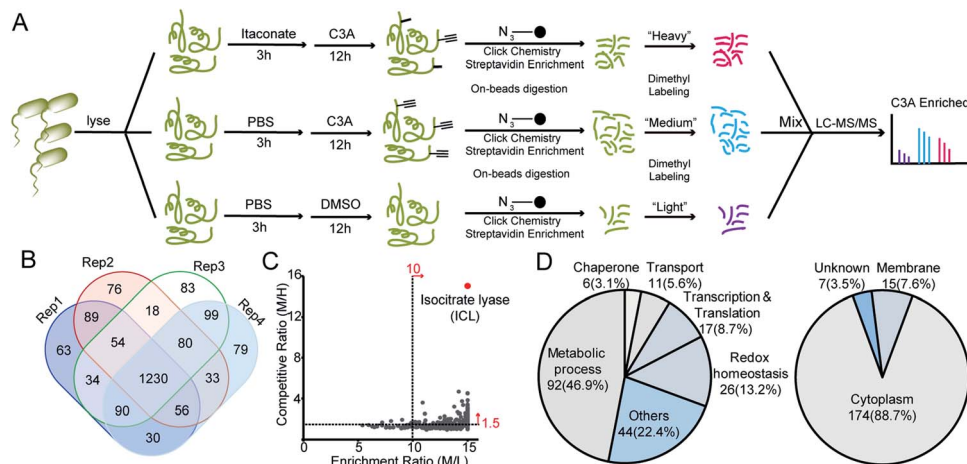 A
Itaconate
3h
C3A
12h
N3
Click Chemistry
Streptavidin Enrichment
On-beads digestion
"Heavy"
Dimethyl
Labeling
lyse
PBS
3h
C3A
12h
N3
Click Chemistry
Streptavidin Enrichment
On-beads digestion
"Medium"
Dimethyl
Labeling
Mix
LC-MS/MS
C3A Enriched
PBS
3h
DMSO
12h
N3
Click Chemistry
Streptavidin Enrichment
"Light"
B
Rep1
Rep2
Rep3
Rep4
76
83
89
18
99
63
54
80
79
34
1230
33
90
56
30
C
Competitive Ratio (M/H)
16
12
8
4
0
0
5
10
15
Enrichment Ratio (M/L)
10
Isocitrate lyase
(ICL)
1.5
D
Chaperone
6(3.1%)
Transport
11(5.6%)
Transcription &
Translation
17(8.7%)
Redox
homeostasis
26(13.2%)
Others
44(22.4%)
Metabolic
process
92(46.9%)
Unknown
7(3.5%)
Membrane
15(7.6%)
Cytoplasm
174(88.7%)